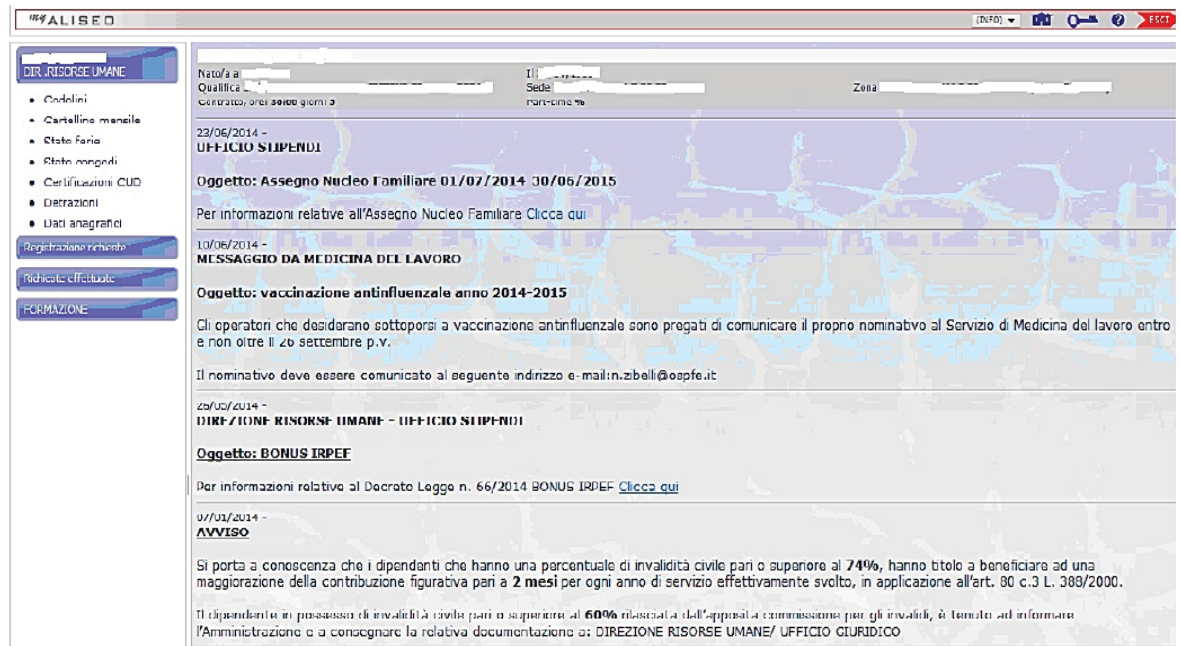 myALISEO
(INFO)
ESCI
DIR .RISORSE UMANE
Nato/a a
Il
Qualifica
Sede
Zona
Contratto, ore: 36:00 giorni 5
Part-time %
Cedolini
Cartellino mensile
Stato ferie
Stato congedi
Certificazioni CUD
Detrazioni
Dati anagrafici
Registrazione richieste
Richieste effettuate
FORMAZIONE
23/06/2014 -
UFFICIO STIPENDI
Oggetto: Assegno Nucleo Familiare 01/07/2014 30/06/2015
Per informazioni relative all'Assegno Nucleo Familiare Clicca qui
10/06/2014 -
MESSAGGIO DA MEDICINA DEL LAVORO
Oggetto: vaccinazione antinfluenzale anno 2014-2015
Gli operatori che desiderano sottoporsi a vaccinazione antinfluenzale sono pregati di comunicare il proprio nominativo al Servizio di Medicina del lavoro entro
e non oltre il 26 settembre p.v.
Il nominativo deve essere comunicato al seguente indirizzo e-mail:n.zibelli@ospfe.it
26/05/2014 -
DIREZIONE RISORSE UMANE - UFFICIO STIPENDI
Oggetto: BONUS IRPEF
Per informazioni relative al Decreto Legge n. 66/2014 BONUS IRPEF Clicca qui
07/01/2014 -
AVVISO
Si porta a conoscenza che i dipendenti che hanno una percentuale di invalidità civile pari o superiore al 74%, hanno titolo a beneficiare ad una
maggiorazione della contribuzione figurativa pari a 2 mesi per ogni anno di servizio effettivamente svolto, in applicazione all'art. 80 c.3 L. 388/2000.
Il dipendente in possesso di invalidità civile pari o superiore al 60% rilasciata dall'apposita commissione per gli invalidi, è tenuto ad informare
l'Amministrazione e a consegnare la relativa documentazione a: DIREZIONE RISORSE UMANE/ UFFICIO GIURIDICO